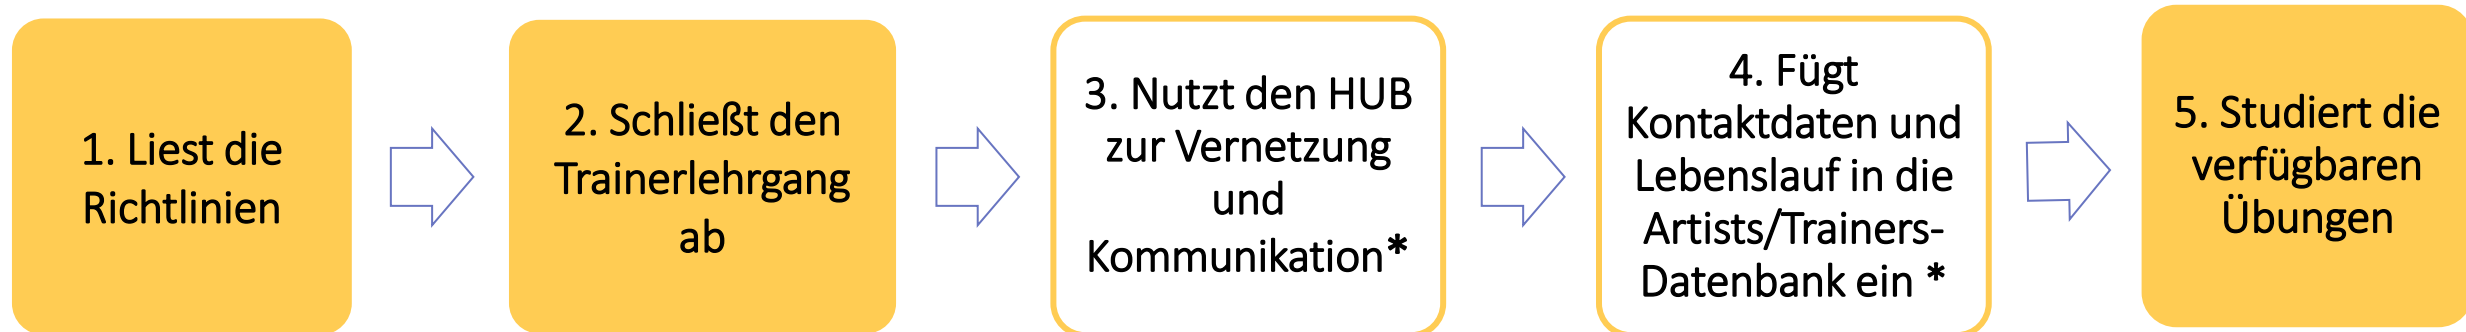 1. Liest die
Richtlinien
2. Schließt den
Trainerlehrgang
ab
3. Nutzt den HUB
zur Vernetzung
und
Kommunikation*
4. Fügt
Kontaktdaten und
Lebenslauf in die
Artists/Trainers-
Datenbank ein *
5. Studiert die
verfügbaren
Übungen